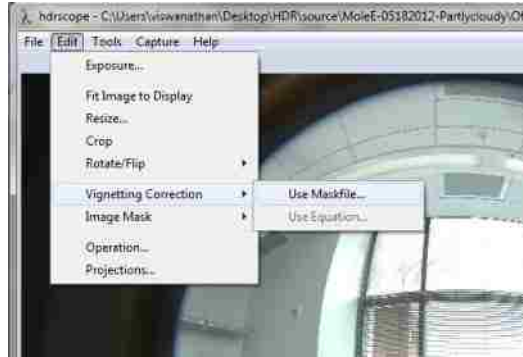 hdrscope - C:\Users\viswanathan\Desktop\HDR\source\MoleE-05182012-Partlycloudy\
File Edit Tools Capture Help
Exposure...
Fit Image to Display
Resize...
Crop
Rotate/Flip
Vignetting Correction
Use Maskfile...
Image Mask
Use Equation...
Operation...
Projections...